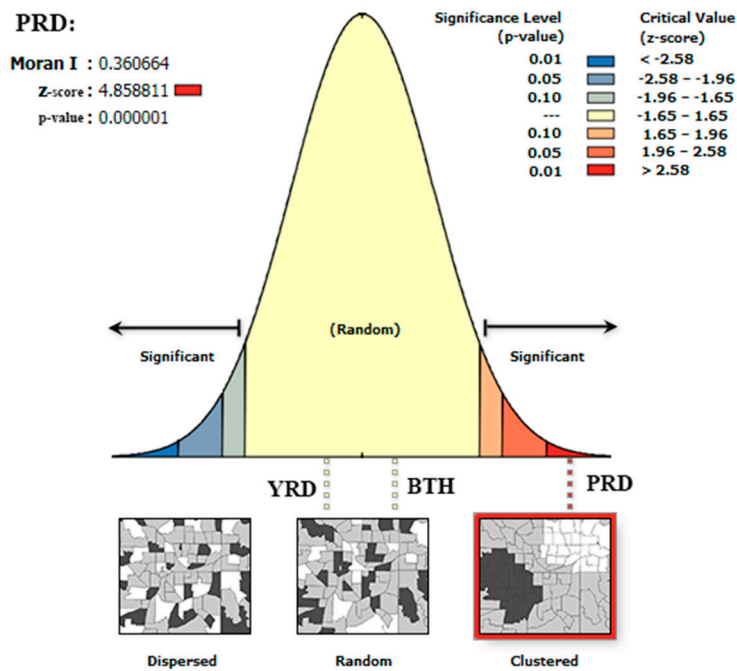 PRD:
Moran I : 0.360664
z-score : 4.858811
p-value : 0.000001
Significance Level
(p-value)
Critical Value
(z-score)
0.01 < -2.58
0.05 -2.58 – -1.96
0.10 -1.96 – -1.65
--- -1.65 – 1.65
0.10 1.65 – 1.96
0.05 1.96 – 2.58
0.01 > 2.58
(Random)
Significant
Significant
YRD
BTH
PRD
Dispersed
Random
Clustered